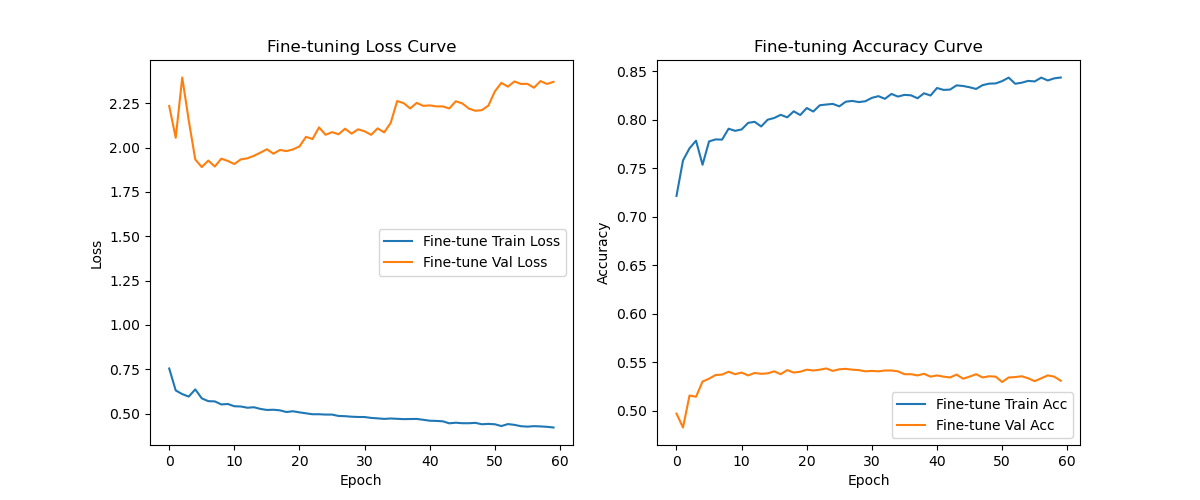 Fine-tuning Loss Curve
Loss
2.25
2.00
1.75
1.50
1.25
1.00
0.75
0.50
Fine-tune Train Loss
Fine-tune Val Loss
0 10 20 30 40 50 60
Epoch
Fine-tuning Accuracy Curve
Accuracy
0.85
0.80
0.75
0.70
0.65
0.60
0.55
0.50
Fine-tune Train Acc
Fine-tune Val Acc
0 10 20 30 40 50 60
Epoch